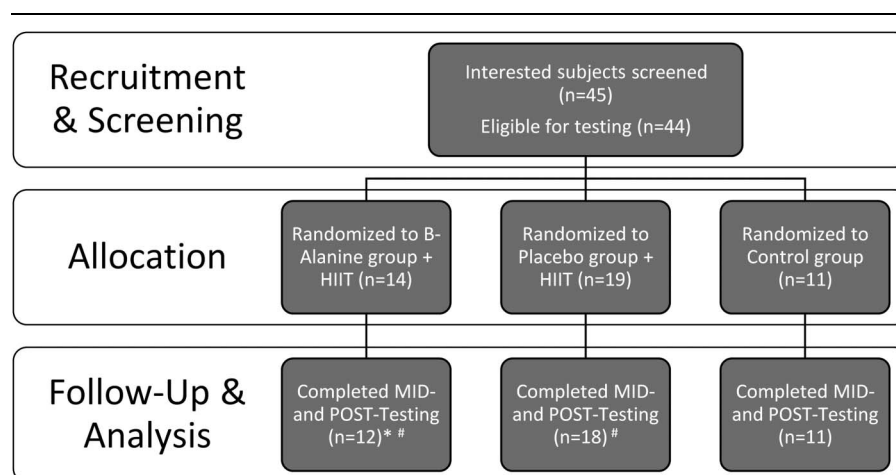 Recruitment
& Screening
Interested subjects screened
(n=45)
Eligible for testing (n=44)
Allocation
Randomized to B-
Alanine group +
HIIT (n=14)
Randomized to
Placebo group +
HIIT (n=19)
Randomized to
Control group
(n=11)
Follow-Up &
Analysis
Completed MID-
and POST-Testing
(n=12)* #
Completed MID-
and POST-Testing
(n=18) #
Completed MID-
and POST-Testing
(n=11)